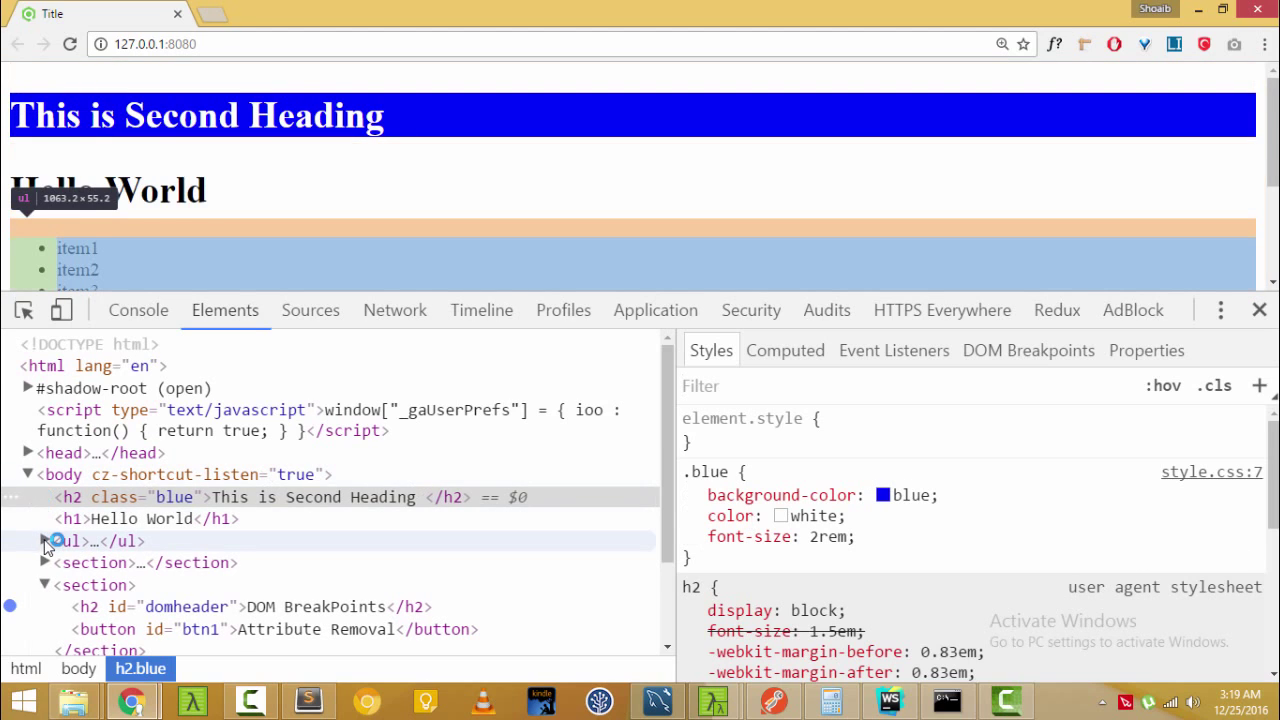 Title
Shoaib
127.0.0.1:8080
f?
This is Second Heading
Hello World
ul 1063.2×55.2
item1
item2
item3
Console Elements Sources Network Timeline Profiles Application Security Audits HTTPS Everywhere Redux AdBlock
<!DOCTYPE html>
<html lang="en">
#shadow-root (open)
<script type="text/javascript">window["_gaUserPrefs"] = { ioo :
function() { return true; } }</script>
<head>…</head>
<body cz-shortcut-listen="true">
<h2 class="blue">This is Second Heading </h2> == $0
<h1>Hello World</h1>
ul>…</ul>
<section>…</section>
<section>
<h2 id="domheader">DOM BreakPoints</h2>
<button id="btn1">Attribute Removal</button>
</section>
html body h2.blue
Styles Computed Event Listeners DOM Breakpoints Properties
Filter :hov .cls +
element.style {
}
.blue { style.css:7
background-color: blue;
color: white;
font-size: 2rem;
}
h2 { user agent stylesheet
display: block;
font-size: 1.5em;
-webkit-margin-before: 0.83em;
-webkit-margin-after: 0.83em;
Activate Windows
Go to PC settings to activate Windows.
kindle
WS
3:19 AM
12/25/2016